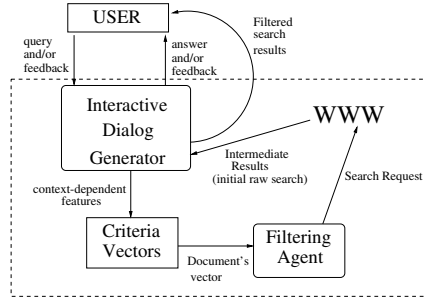 USER
query
and/or
feedback
answer
and/or
feedback
Filtered
search
results
Interactive
Dialog
Generator
WWW
Intermediate
Results
(initial raw search)
Search Request
context-dependent
features
Criteria
Vectors
Document's
vector
Filtering
Agent